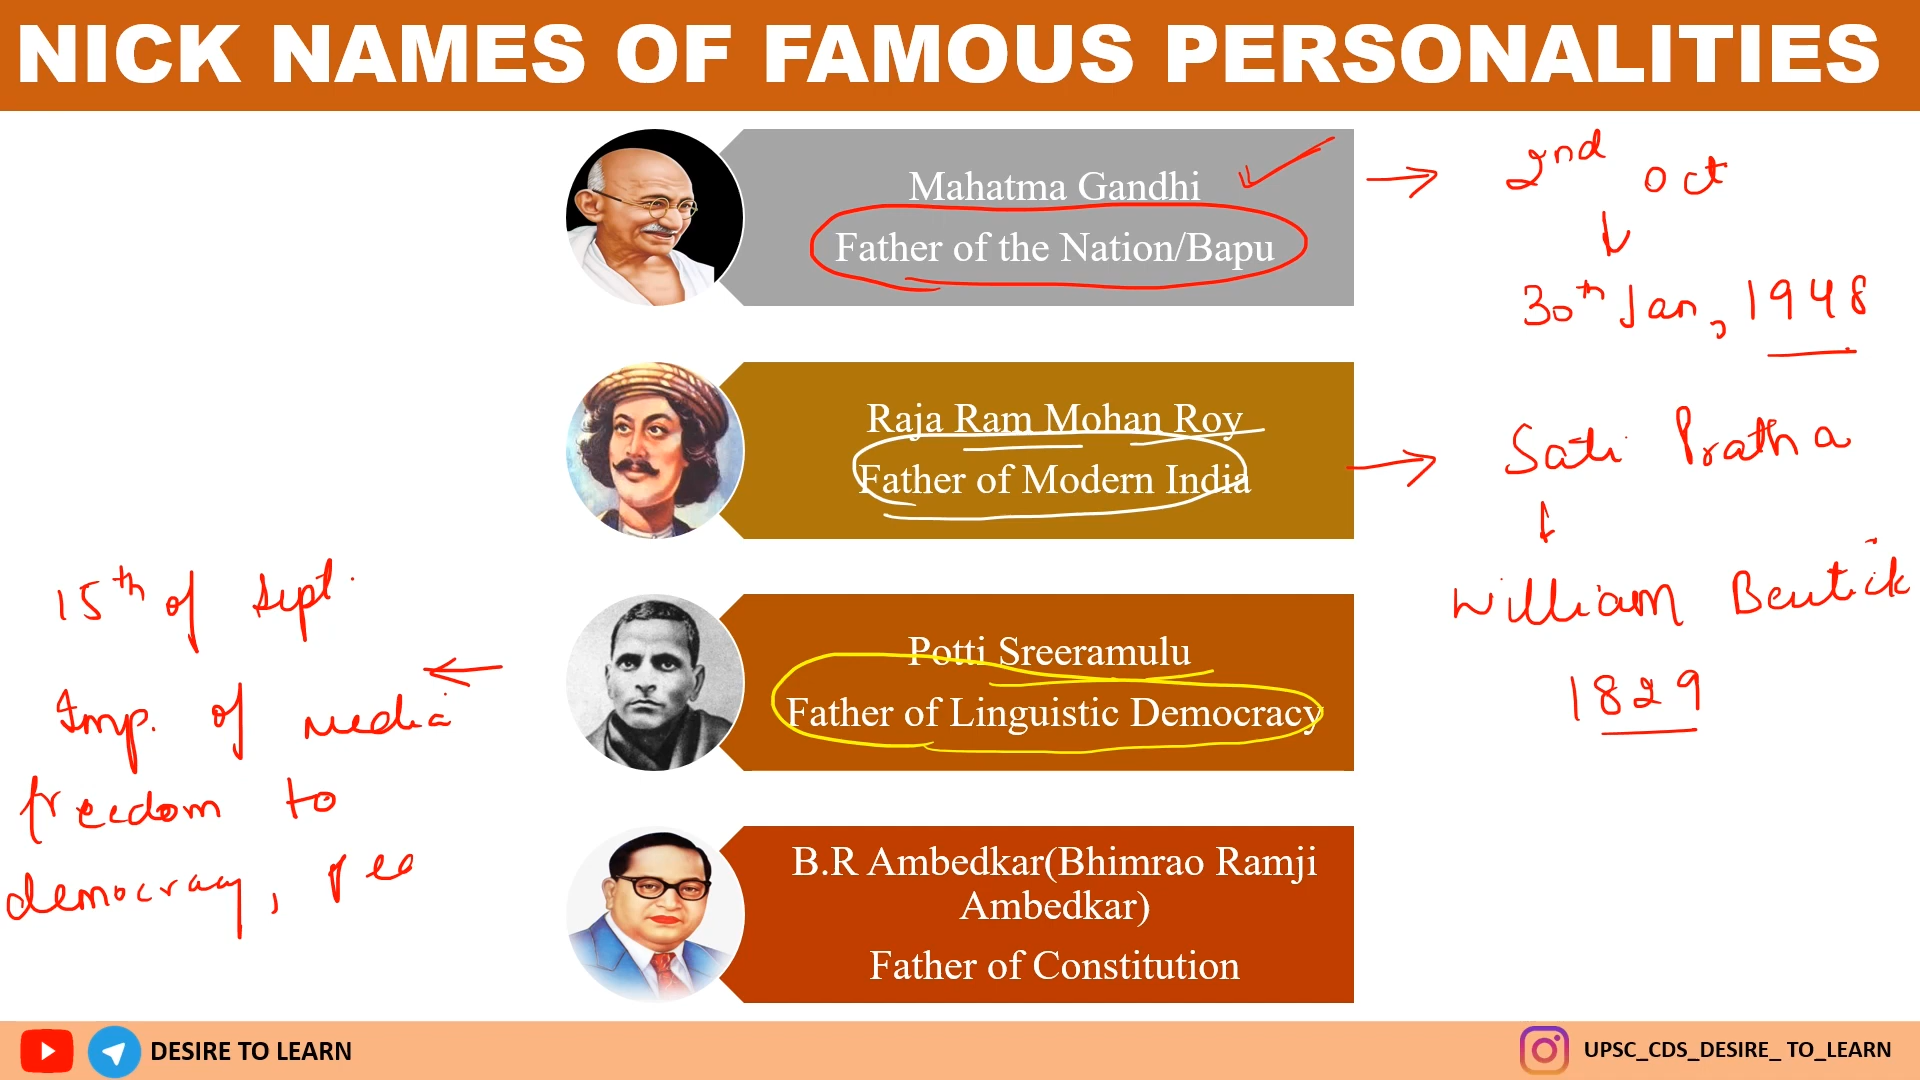 NICK NAMES OF FAMOUS PERSONALITIES
Mahatma Gandhi
Father of the Nation/Bapu
2nd oct
30th Jan, 1948
Raja Ram Mohan Roy
Father of Modern India
Sati Pratha
William Bentick
1829
15th of Sept.
Imp. of media
freedom to
democracy,
Potti Sreeramulu
Father of Linguistic Democracy
B.R Ambedkar(Bhimrao Ramji
Ambedkar)
Father of Constitution
DESIRE TO LEARN
UPSC_CDS_DESIRE_ TO_LEARN